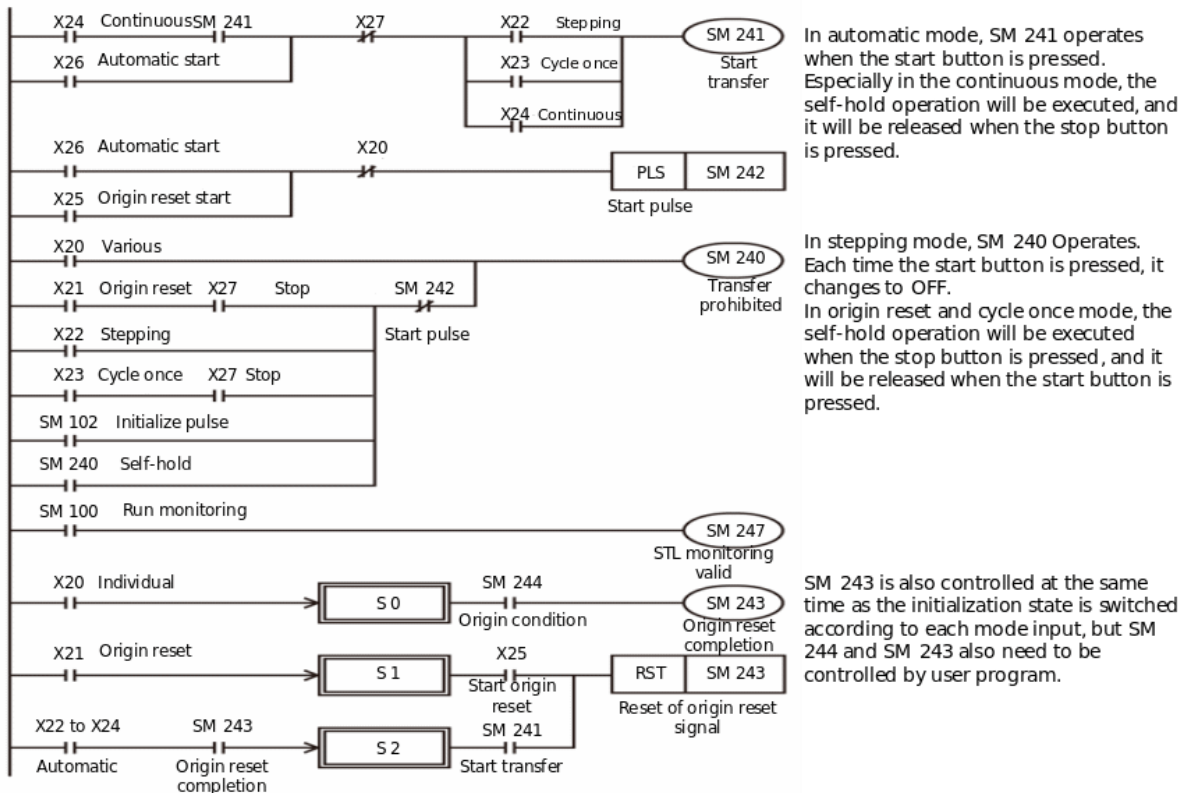 X24 Continuous SM 241 X27 X22 Stepping SM 241
X26 Automatic start X23 Cycle once Start
transfer
X24 Continuous
In automatic mode, SM 241 operates
when the start button is pressed.
Especially in the continuous mode, the
self-hold operation will be executed, and
it will be released when the stop button
is pressed.
X26 Automatic start X20
PLS SM 242
X25 Origin reset start
Start pulse
X20 Various
SM 240
Transfer
prohibited
X21 Origin reset X27 Stop SM 242
Start pulse
X22 Stepping
X23 Cycle once X27 Stop
SM 102 Initialize pulse
SM 240 Self-hold
In stepping mode, SM 240 Operates.
Each time the start button is pressed, it
changes to OFF.
In origin reset and cycle once mode, the
self-hold operation will be executed
when the stop button is pressed, and it
will be released when the start button is
pressed.
SM 100 Run monitoring
SM 247
STL monitoring
valid
X20 Individual S 0 SM 244 SM 243
Origin condition Origin reset
completion
X21 Origin reset S 1 X25 RST SM 243
Start origin
reset
Reset of origin reset
signal
X22 to X24 SM 243 S 2 SM 241
Automatic Origin reset
completion
Start transfer
SM 243 is also controlled at the same
time as the initialization state is switched
according to each mode input, but SM
244 and SM 243 also need to be
controlled by user program.